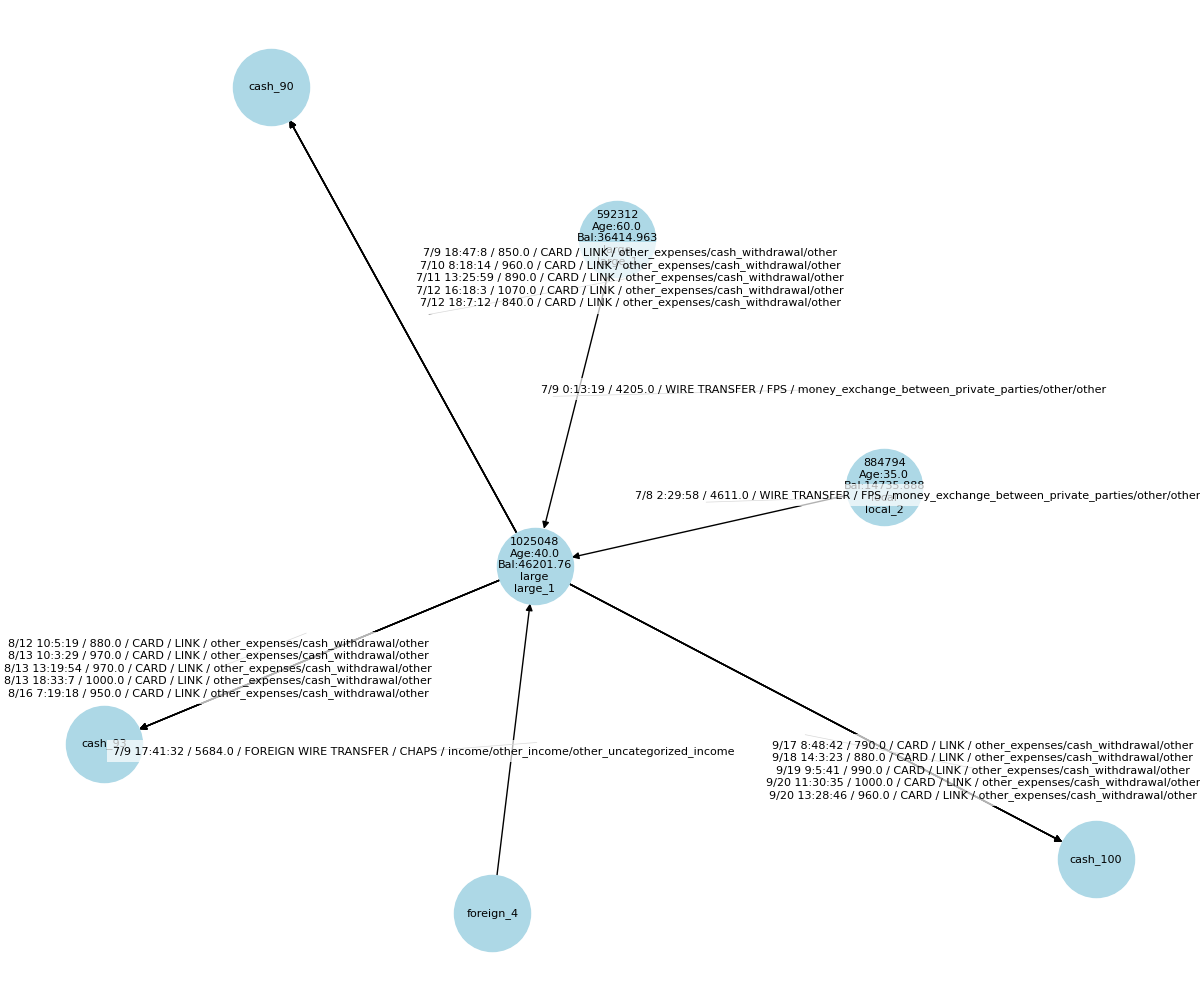 cash_90
592312
Age:60.0
Bal:36414.963
7/9 18:47:8 / 850.0 / CARD / LINK / other_expenses/cash_withdrawal/other
7/10 8:18:14 / 960.0 / CARD / LINK / other_expenses/cash_withdrawal/other
7/11 13:25:59 / 890.0 / CARD / LINK / other_expenses/cash_withdrawal/other
7/12 16:18:3 / 1070.0 / CARD / LINK / other_expenses/cash_withdrawal/other
7/12 18:7:12 / 840.0 / CARD / LINK / other_expenses/cash_withdrawal/other
7/9 0:13:19 / 4205.0 / WIRE TRANSFER / FPS / money_exchange_between_private_parties/other/other
884794
Age:35.0
7/8 2:29:58 / 4611.0 / WIRE TRANSFER / FPS / money_exchange_between_private_parties/other/other
local_2
1025048
Age:40.0
Bal:46201.76
large
large_1
8/12 10:5:19 / 880.0 / CARD / LINK / other_expenses/cash_withdrawal/other
8/13 10:3:29 / 970.0 / CARD / LINK / other_expenses/cash_withdrawal/other
8/13 13:19:54 / 970.0 / CARD / LINK / other_expenses/cash_withdrawal/other
8/13 18:33:7 / 1000.0 / CARD / LINK / other_expenses/cash_withdrawal/other
8/16 7:19:18 / 950.0 / CARD / LINK / other_expenses/cash_withdrawal/other
cash_93
7/9 17:41:32 / 5684.0 / FOREIGN WIRE TRANSFER / CHAPS / income/other_income/other_uncategorized_income
9/17 8:48:42 / 790.0 / CARD / LINK / other_expenses/cash_withdrawal/other
9/18 14:3:23 / 880.0 / CARD / LINK / other_expenses/cash_withdrawal/other
9/19 9:5:41 / 990.0 / CARD / LINK / other_expenses/cash_withdrawal/other
9/20 11:30:35 / 1000.0 / CARD / LINK / other_expenses/cash_withdrawal/other
9/20 13:28:46 / 960.0 / CARD / LINK / other_expenses/cash_withdrawal/other
cash_100
foreign_4